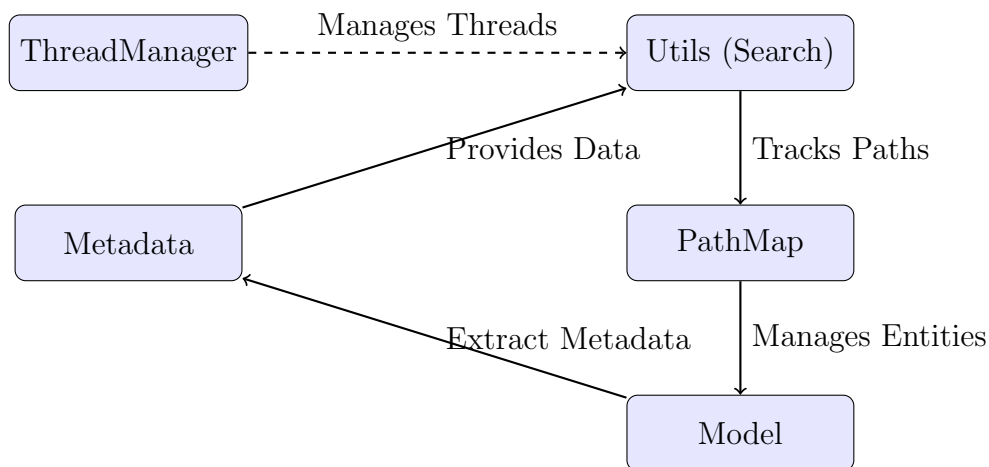 Manages Threads
ThreadManager
Utils (Search)
Provides Data
Tracks Paths
Metadata
PathMap
Extract Metadata
Manages Entities
Model